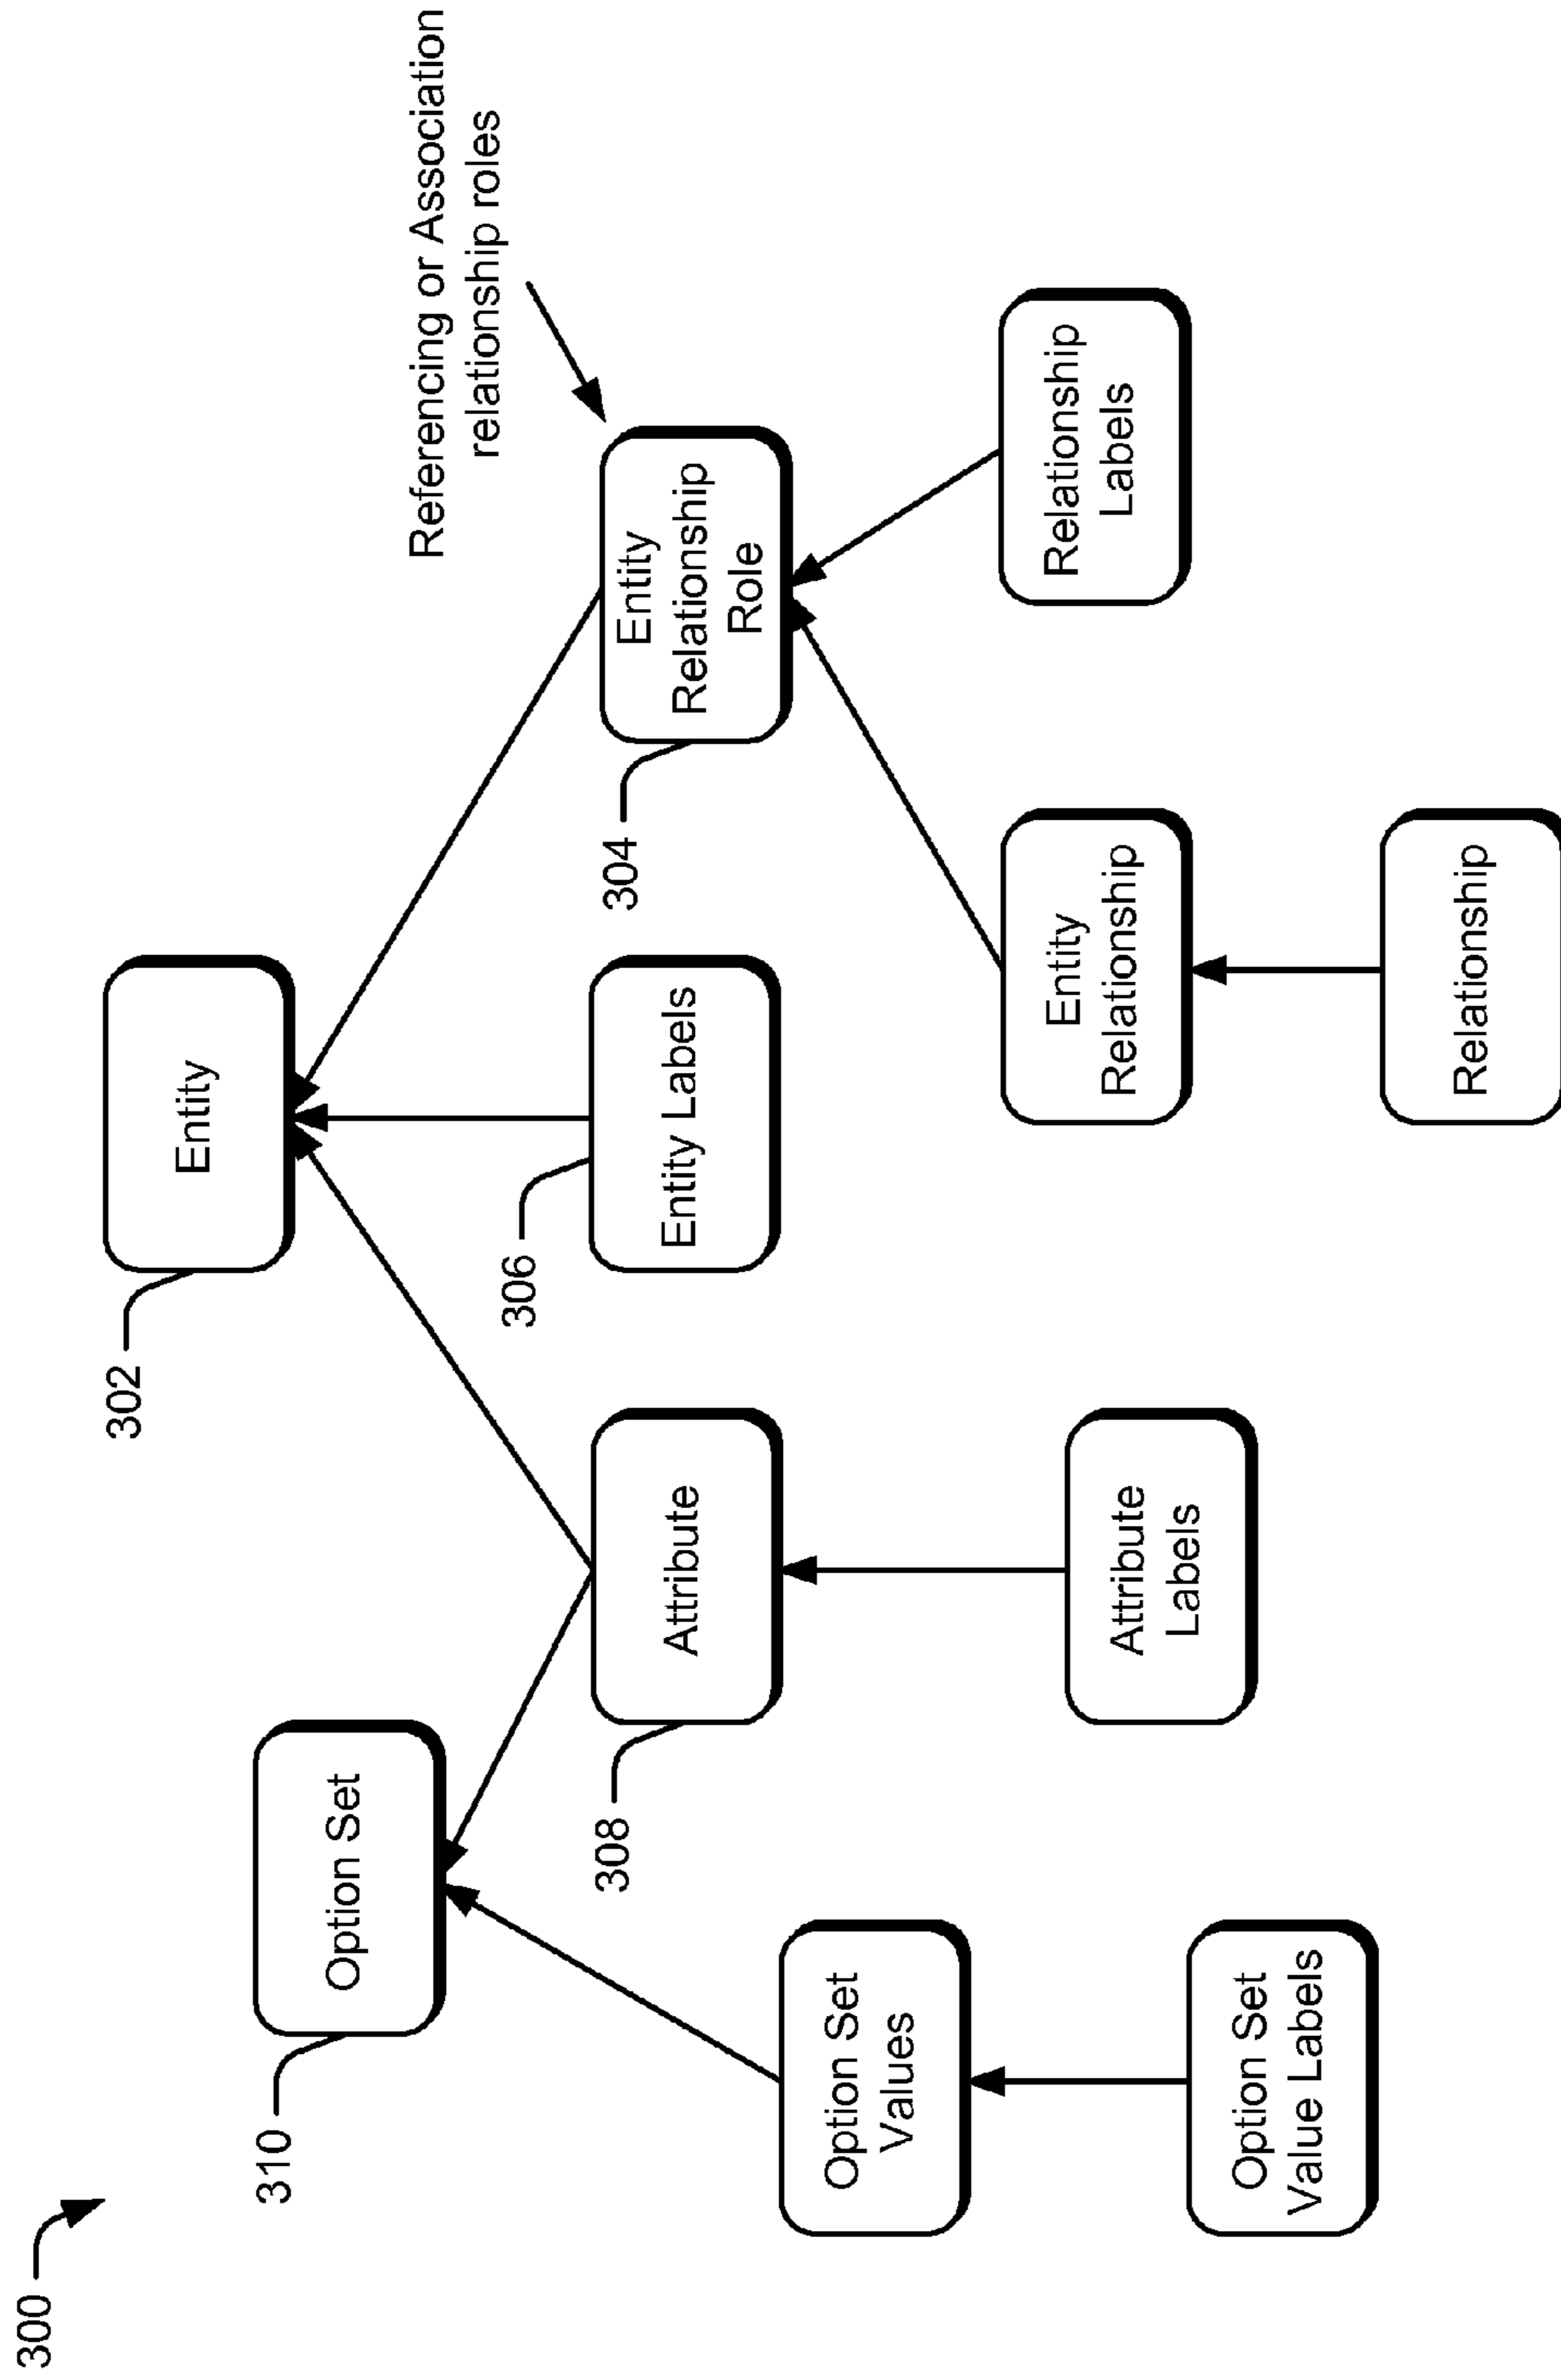 300
302
Entity
310
Option Set
Referencing or Association
relationship roles
306
Entity Labels
304
Entity
Relationship
Role
308
Attribute
Option Set
Values
Entity
Relationship
Relationship
Labels
Attribute
Labels
Option Set
Value Labels
Relationship